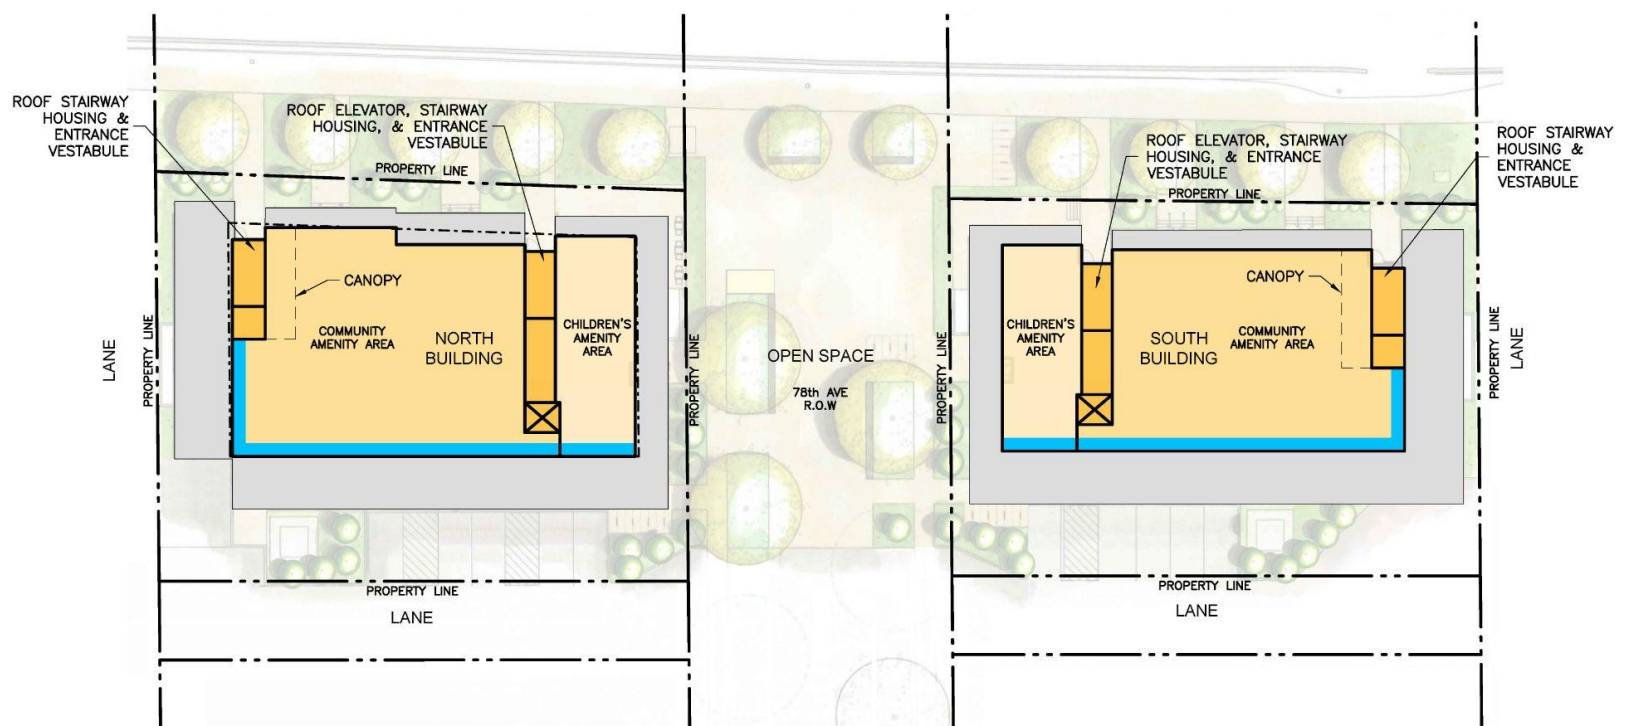 ROOF STAIRWAY
HOUSING &
ENTRANCE
VESTABULE
ROOF ELEVATOR, STAIRWAY
HOUSING, & ENTRANCE
VESTABULE
PROPERTY LINE
ROOF ELEVATOR, STAIRWAY
HOUSING, & ENTRANCE
VESTABULE
PROPERTY LINE
ROOF STAIRWAY
HOUSING &
ENTRANCE
VESTABULE
LANE
PROPERTY LINE
CANOPY
COMMUNITY
AMENITY AREA
NORTH
BUILDING
CHILDREN'S
AMENITY
AREA
PROPERTY LINE
OPEN SPACE
78th AVE
R.O.W
PROPERTY LINE
CHILDREN'S
AMENITY
AREA
SOUTH
BUILDING
CANOPY
COMMUNITY
AMENITY AREA
PROPERTY LINE
LANE
PROPERTY LINE
LANE
PROPERTY LINE
LANE